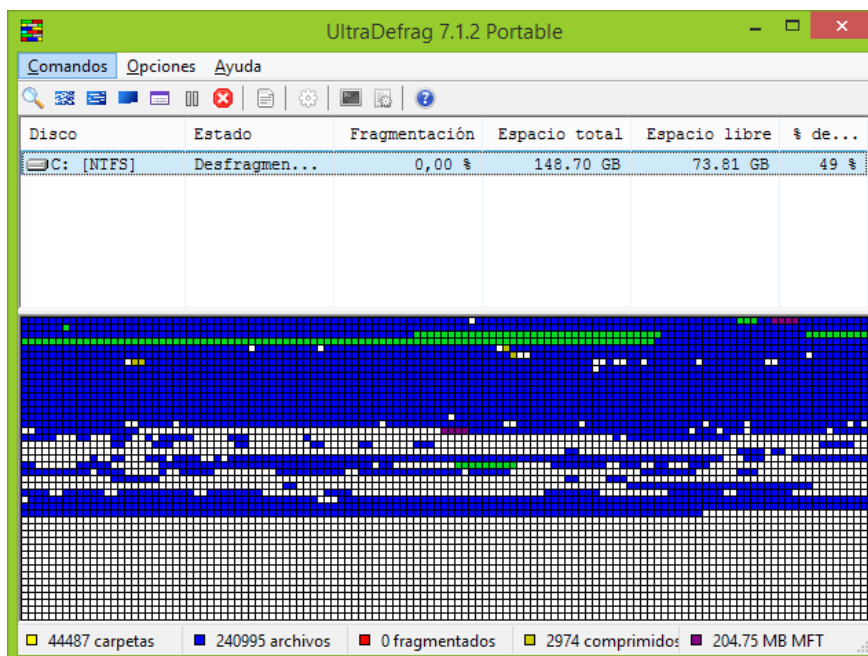 UltraDefrag 7.1.2 Portable
Comandos Opciones Ayuda
Disco Estado Fragmentación Espacio total Espacio libre % de...
C: [NTFS] Desfragmen... 0,00 % 148.70 GB 73.81 GB 49 %
44487 carpetas 240995 archivos 0 fragmentados 2974 comprimidos 204.75 MB MFT